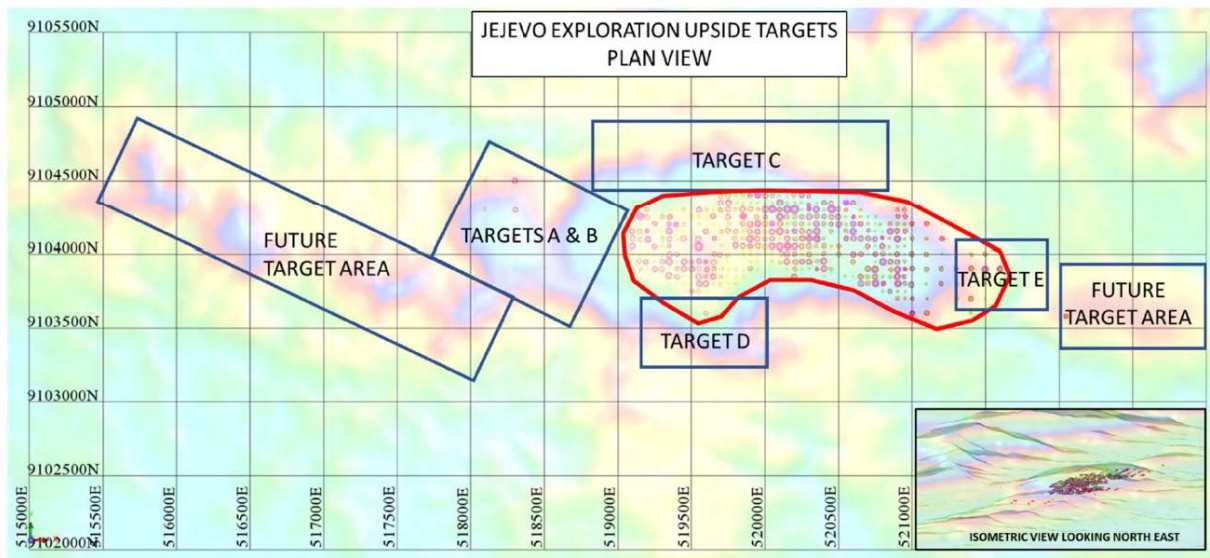 JEJEVO EXPLORATION UPSIDE TARGETS
PLAN VIEW
9105500N
9105000N
9104500N
9104000N
9103500N
9103000N
9102500N
9102000N
TARGET C
TARGETS A & B
FUTURE
TARGET AREA
TARGET E
FUTURE
TARGET AREA
TARGET D
515000E
515500E
516000E
516500E
517000E
517500E
518000E
518500E
519000E
519500E
520000E
520500E
521000E
ISOMETRIC VIEW LOOKING NORTH EAST